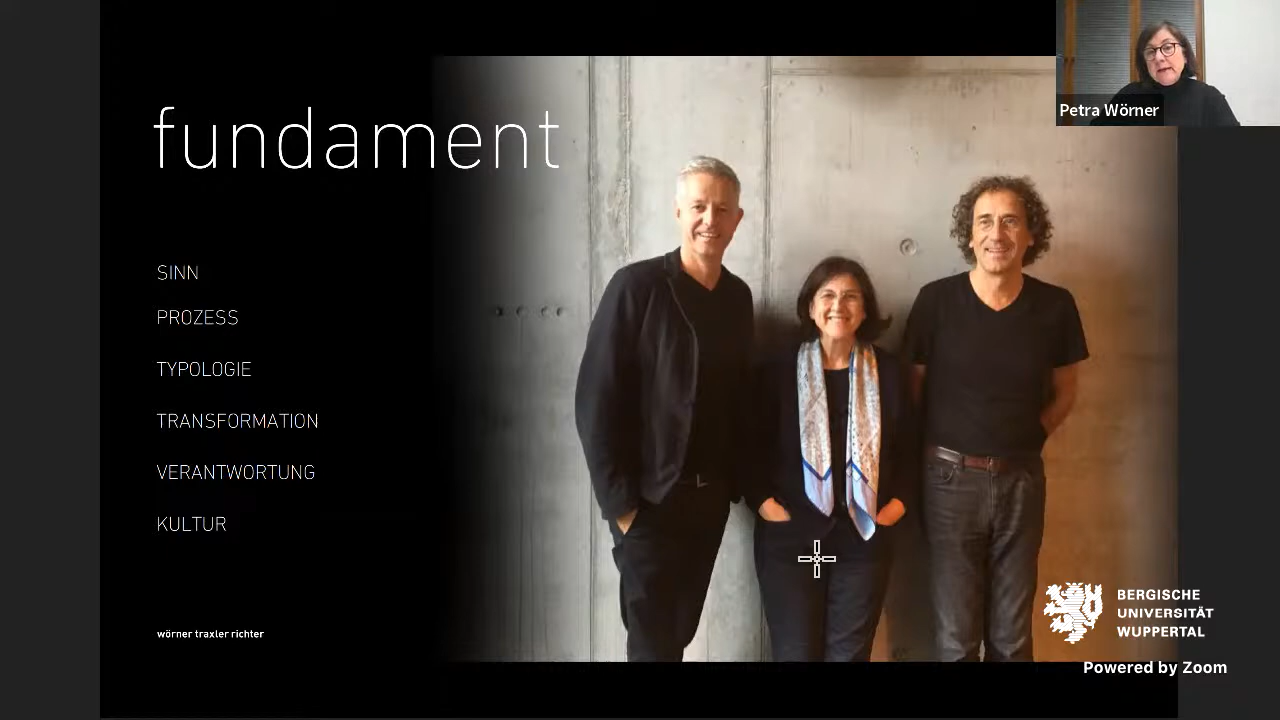 fundament
SINN
PROZESS
TYPOLOGIE
TRANSFORMATION
VERANTWORTUNG
KULTUR
wörner traxler richter
Petra Wörner
BERGISCHE
UNIVERSITÄT
WUPPERTAL
Powered by Zoom